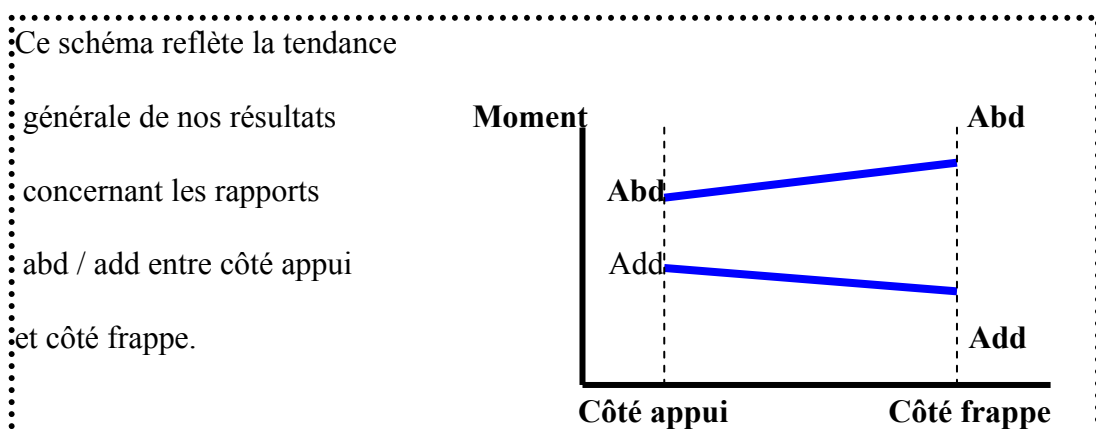 Ce schéma reflète la tendance
générale de nos résultats
concernant les rapports
abd / add entre côté appui
et côté frappe.
Moment
Abd
Abd
Add
Add
Côté appui
Côté frappe